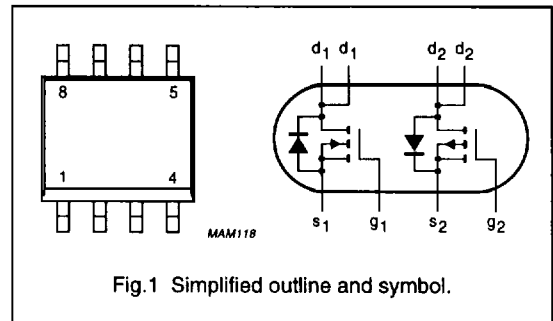 d1 d1 d2 d2
8 5
1 4
MAM118
s1 g1 s2 g2
Fig.1 Simplified outline and symbol.